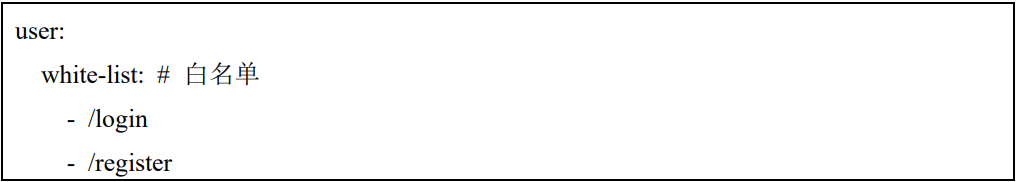 user:
white-list: # 白名单
- /login
- /register